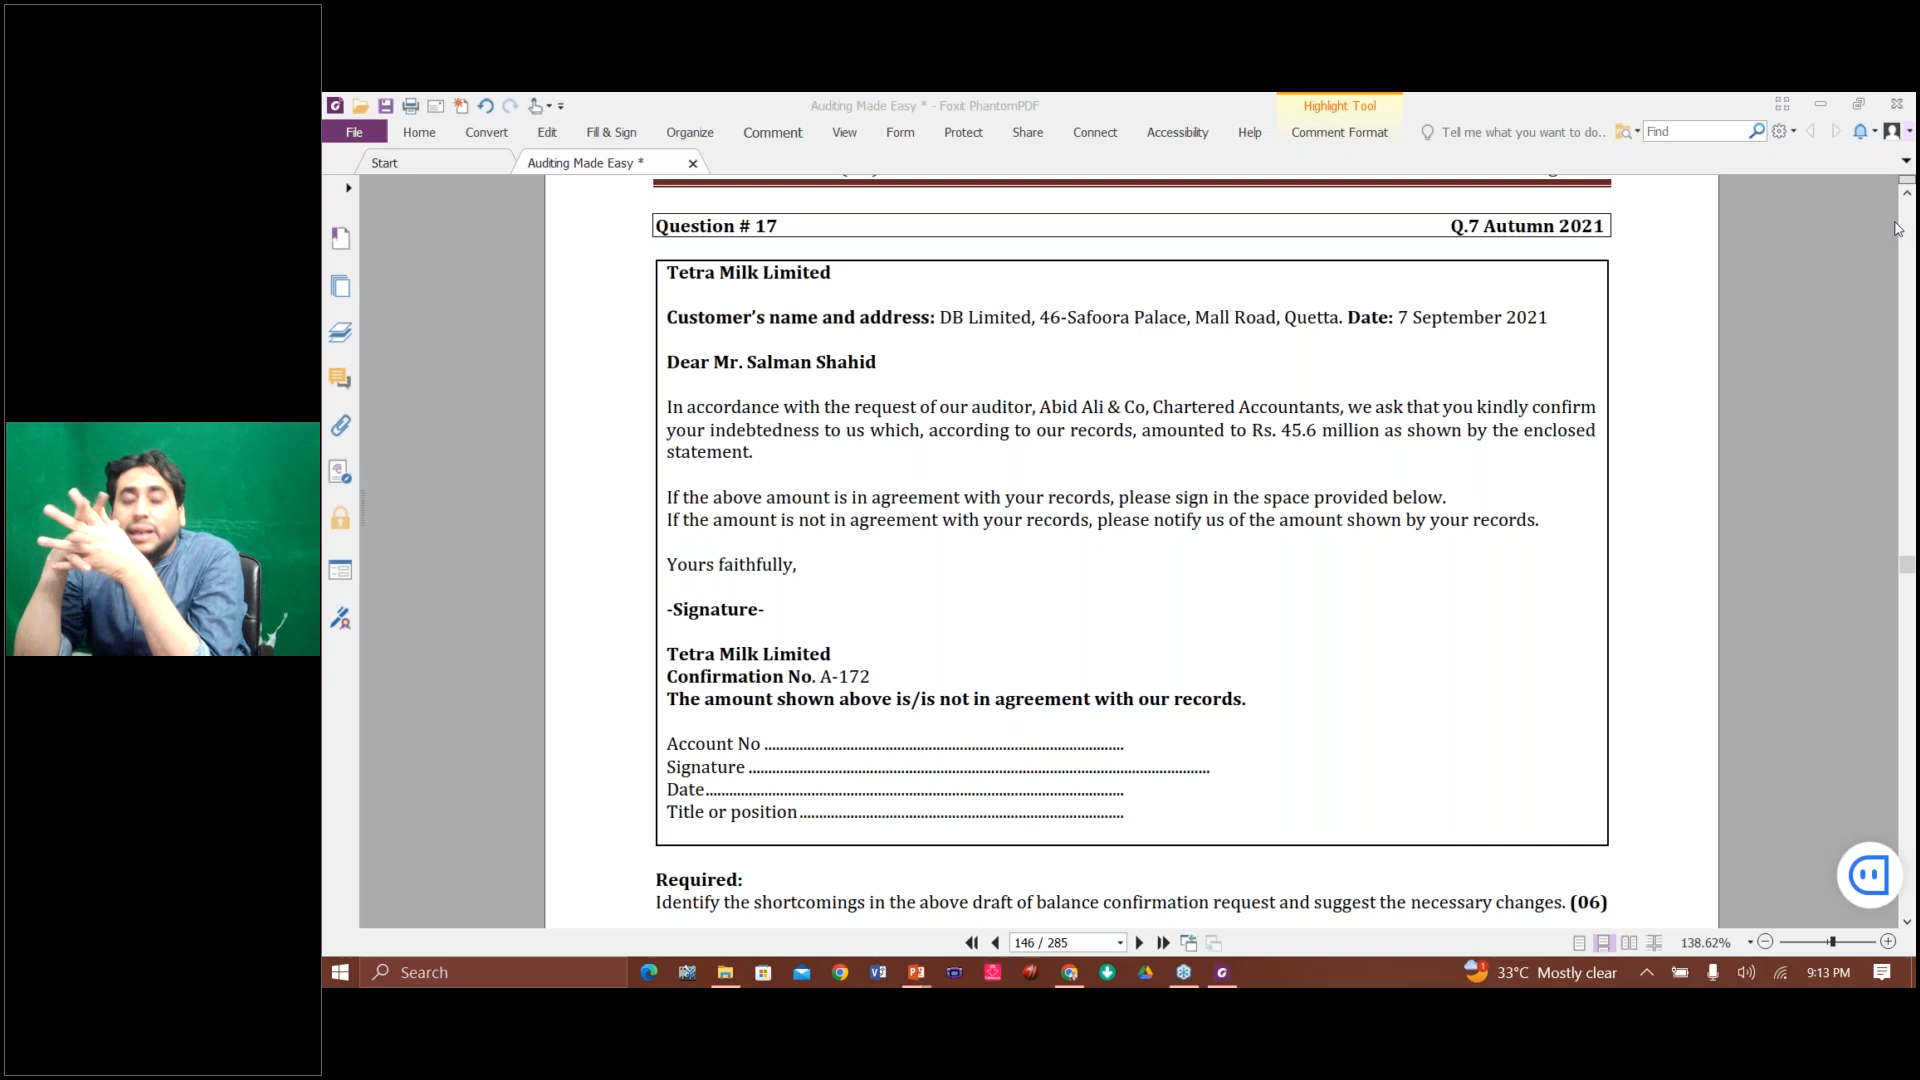 Auditing Made Easy * - Foxit PhantomPDF
Highlight Tool
File Home Convert Edit Fill & Sign Organize Comment View Form Protect Share Connect Accessibility Help Comment Format Tell me what you want to do... Find
Start Auditing Made Easy *
Question # 17 Q.7 Autumn 2021
Tetra Milk Limited
Customer’s name and address: DB Limited, 46-Safoora Palace, Mall Road, Quetta. Date: 7 September 2021
Dear Mr. Salman Shahid
In accordance with the request of our auditor, Abid Ali & Co, Chartered Accountants, we ask that you kindly confirm
your indebtedness to us which, according to our records, amounted to Rs. 45.6 million as shown by the enclosed
statement.
If the above amount is in agreement with your records, please sign in the space provided below.
If the amount is not in agreement with your records, please notify us of the amount shown by your records.
Yours faithfully,
-Signature-
Tetra Milk Limited
Confirmation No. A-172
The amount shown above is/is not in agreement with our records.
Account No ................................................................................
Signature ......................................................................................................
Date.............................................................................................
Title or position........................................................................
Required:
Identify the shortcomings in the above draft of balance confirmation request and suggest the necessary changes. (06)
146 / 285 138.62%
Search 33°C Mostly clear 9:13 PM